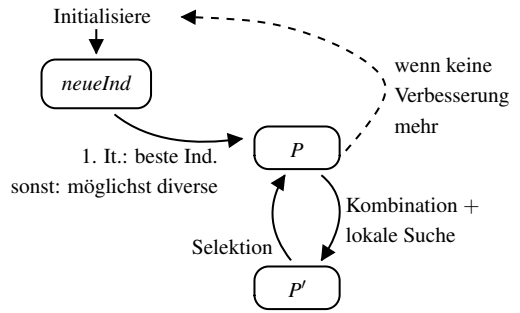 Initialisiere
neueInd
wenn keine
Verbesserung
mehr
1. It.: beste Ind.
sonst: möglichst diverse
P
Kombination +
lokale Suche
Selektion
P′